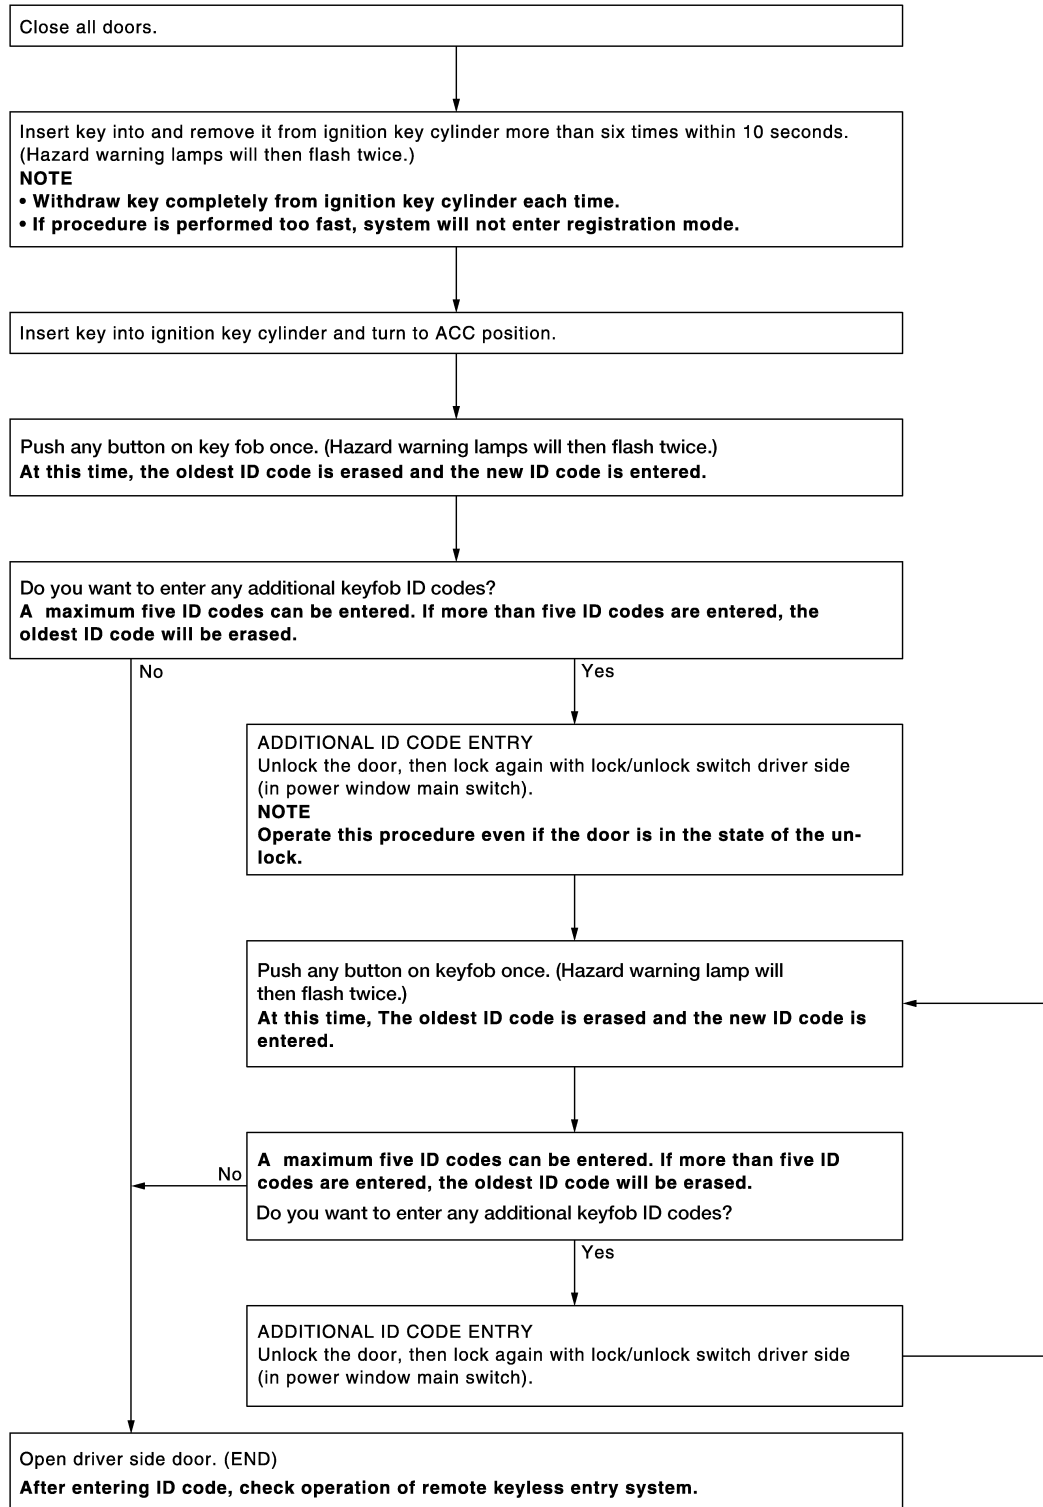 Close all doors.
Insert key into and remove it from ignition key cylinder more than six times within 10 seconds.
(Hazard warning lamps will then flash twice.)
NOTE
• Withdraw key completely from ignition key cylinder each time.
• If procedure is performed too fast, system will not enter registration mode.
Insert key into ignition key cylinder and turn to ACC position.
Push any button on key fob once. (Hazard warning lamps will then flash twice.)
At this time, the oldest ID code is erased and the new ID code is entered.
Do you want to enter any additional keyfob ID codes?
A maximum five ID codes can be entered. If more than five ID codes are entered, the
oldest ID code will be erased.
No
Yes
ADDITIONAL ID CODE ENTRY
Unlock the door, then lock again with lock/unlock switch driver side
(in power window main switch).
NOTE
Operate this procedure even if the door is in the state of the un-
lock.
Push any button on keyfob once. (Hazard warning lamp will
then flash twice.)
At this time, The oldest ID code is erased and the new ID code is
entered.
No
A maximum five ID codes can be entered. If more than five ID
codes are entered, the oldest ID code will be erased.
Do you want to enter any additional keyfob ID codes?
Yes
ADDITIONAL ID CODE ENTRY
Unlock the door, then lock again with lock/unlock switch driver side
(in power window main switch).
Open driver side door. (END)
After entering ID code, check operation of remote keyless entry system.